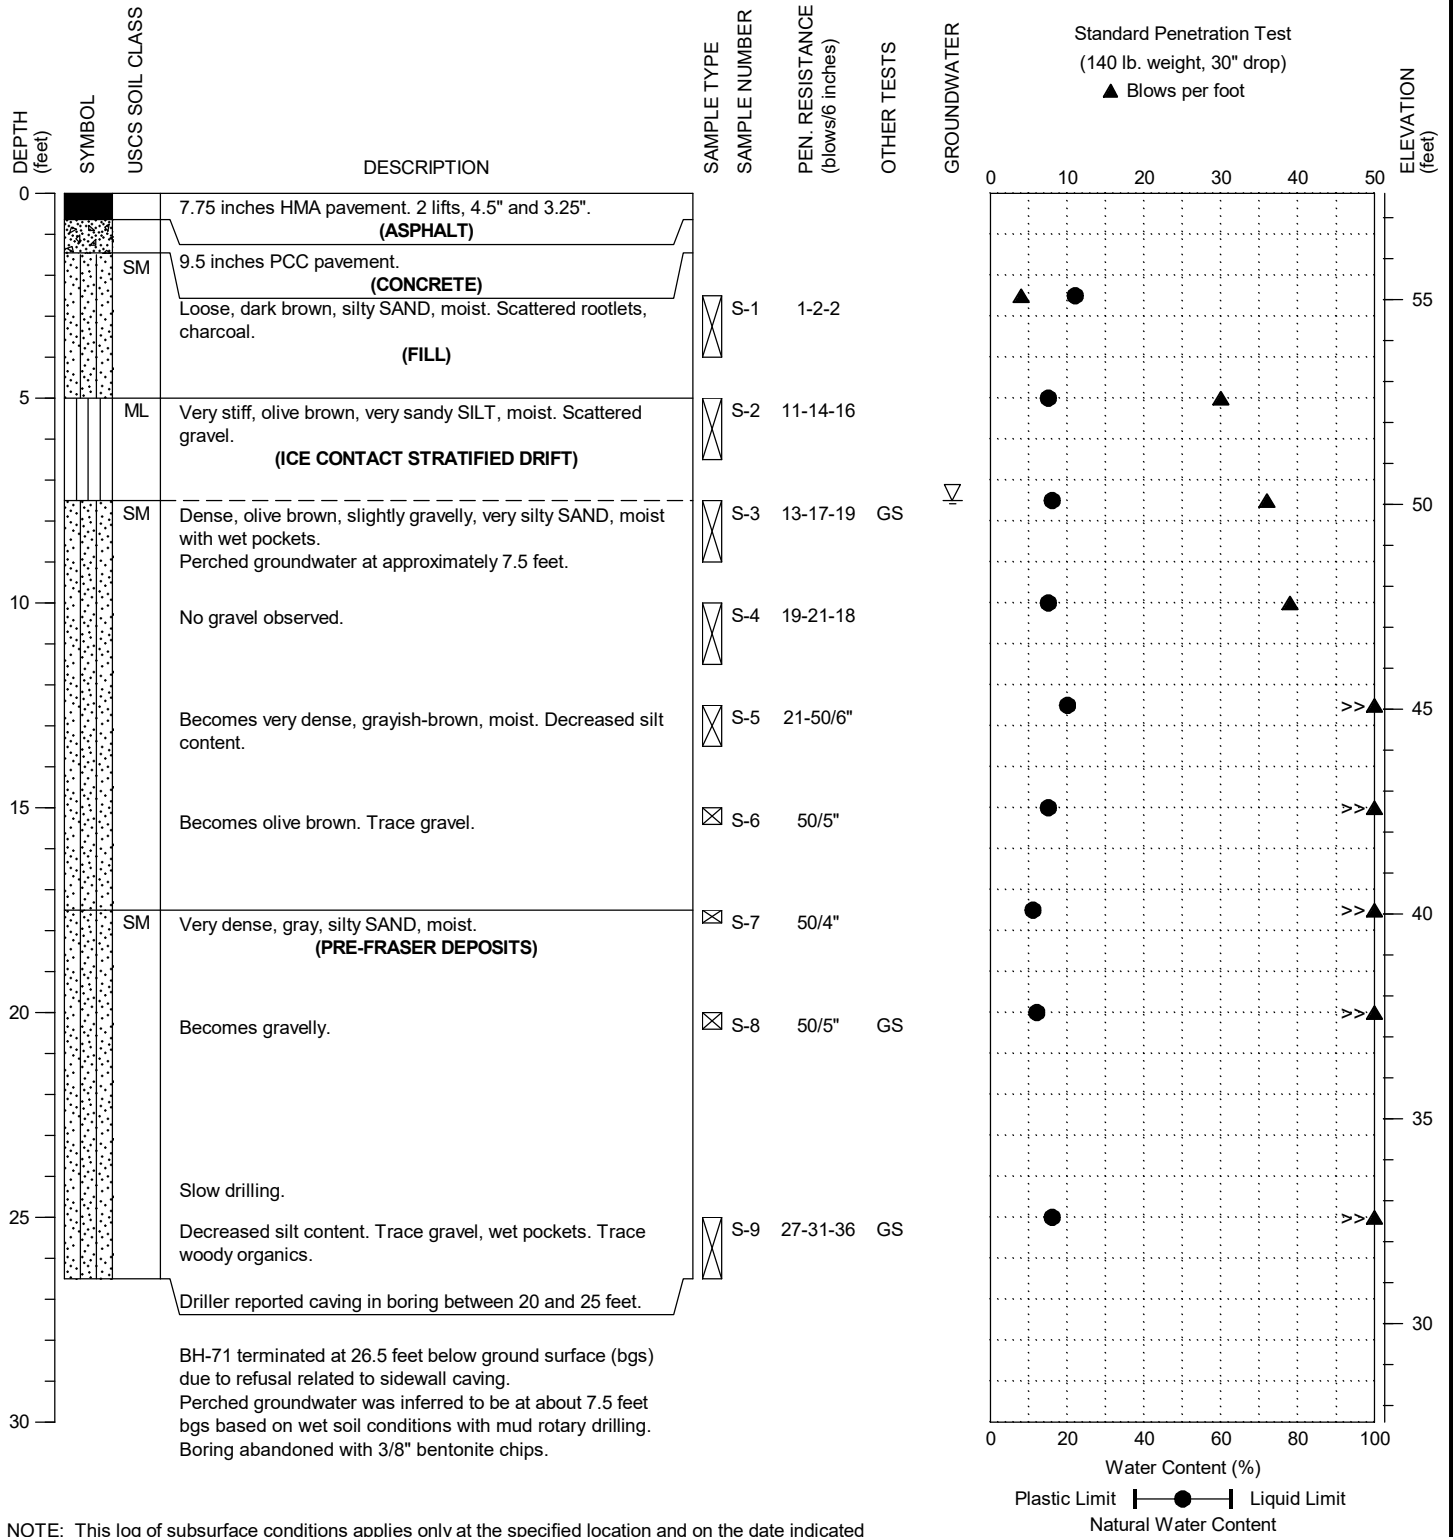 DEPTH
(feet)
SYMBOL
USCS SOIL CLASS
DESCRIPTION
SAMPLE TYPE
SAMPLE NUMBER
PEN. RESISTANCE
(blows/6 inches)
OTHER TESTS
GROUNDWATER
Standard Penetration Test
(140 lb. weight, 30" drop)
▲ Blows per foot
ELEVATION
(feet)
0 10 20 30 40 50
0
7.75 inches HMA pavement. 2 lifts, 4.5" and 3.25".
(ASPHALT)
SM
9.5 inches PCC pavement.
(CONCRETE)
55
Loose, dark brown, silty SAND, moist. Scattered rootlets,
S-1 1-2-2
charcoal.
(FILL)
5
ML Very stiff, olive brown, very sandy SILT, moist. Scattered S-2 11-14-16
gravel.
(ICE CONTACT STRATIFIED DRIFT)
50
SM Dense, olive brown, slightly gravelly, very silty SAND, moist S-3 13-17-19 GS
with wet pockets.
Perched groundwater at approximately 7.5 feet.
10
No gravel observed. S-4 19-21-18
>> 45
Becomes very dense, grayish-brown, moist. Decreased silt S-5 21-50/6"
content.
15 >>
Becomes olive brown. Trace gravel. S-6 50/5"
>> 40
SM Very dense, gray, silty SAND, moist. S-7 50/4"
(PRE-FRASER DEPOSITS)
20 >>
Becomes gravelly. S-8 50/5" GS
35
Slow drilling.
25 >>
Decreased silt content. Trace gravel, wet pockets. Trace S-9 27-31-36 GS
woody organics.
Driller reported caving in boring between 20 and 25 feet.
30
BH-71 terminated at 26.5 feet below ground surface (bgs)
due to refusal related to sidewall caving.
Perched groundwater was inferred to be at about 7.5 feet
30 bgs based on wet soil conditions with mud rotary drilling.
Boring abandoned with 3/8" bentonite chips.
0 20 40 60 80 100
Water Content (%)
Plastic Limit Liquid Limit
Natural Water Content
NOTE: This log of subsurface conditions applies only at the specified location and on the date indicated